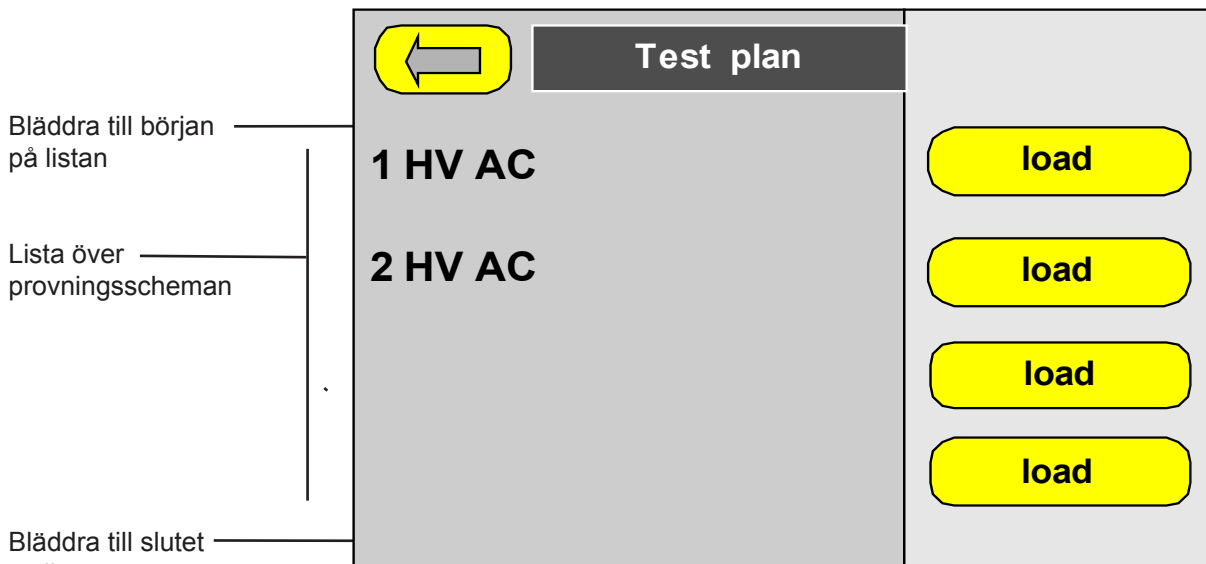 Test plan
Bläddra till början
på listan
1 HV AC
load
Lista över
provningsscheman
2 HV AC
load
load
load
Bläddra till slutet